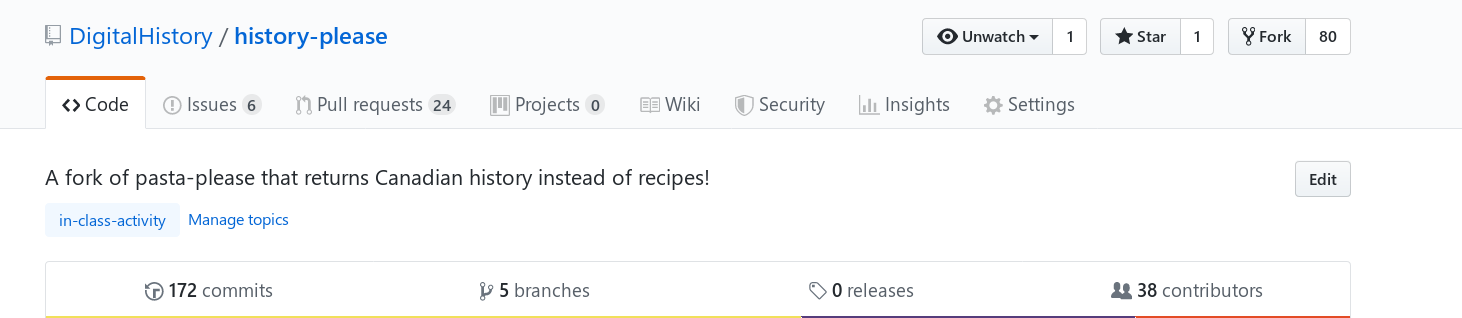 DigitalHistory / history-please
Unwatch 1 Star 1 Fork 80
Code Issues 6 Pull requests 24 Projects 0 Wiki Security Insights Settings
A fork of pasta-please that returns Canadian history instead of recipes!
Edit
in-class-activity Manage topics
172 commits 5 branches 0 releases 38 contributors